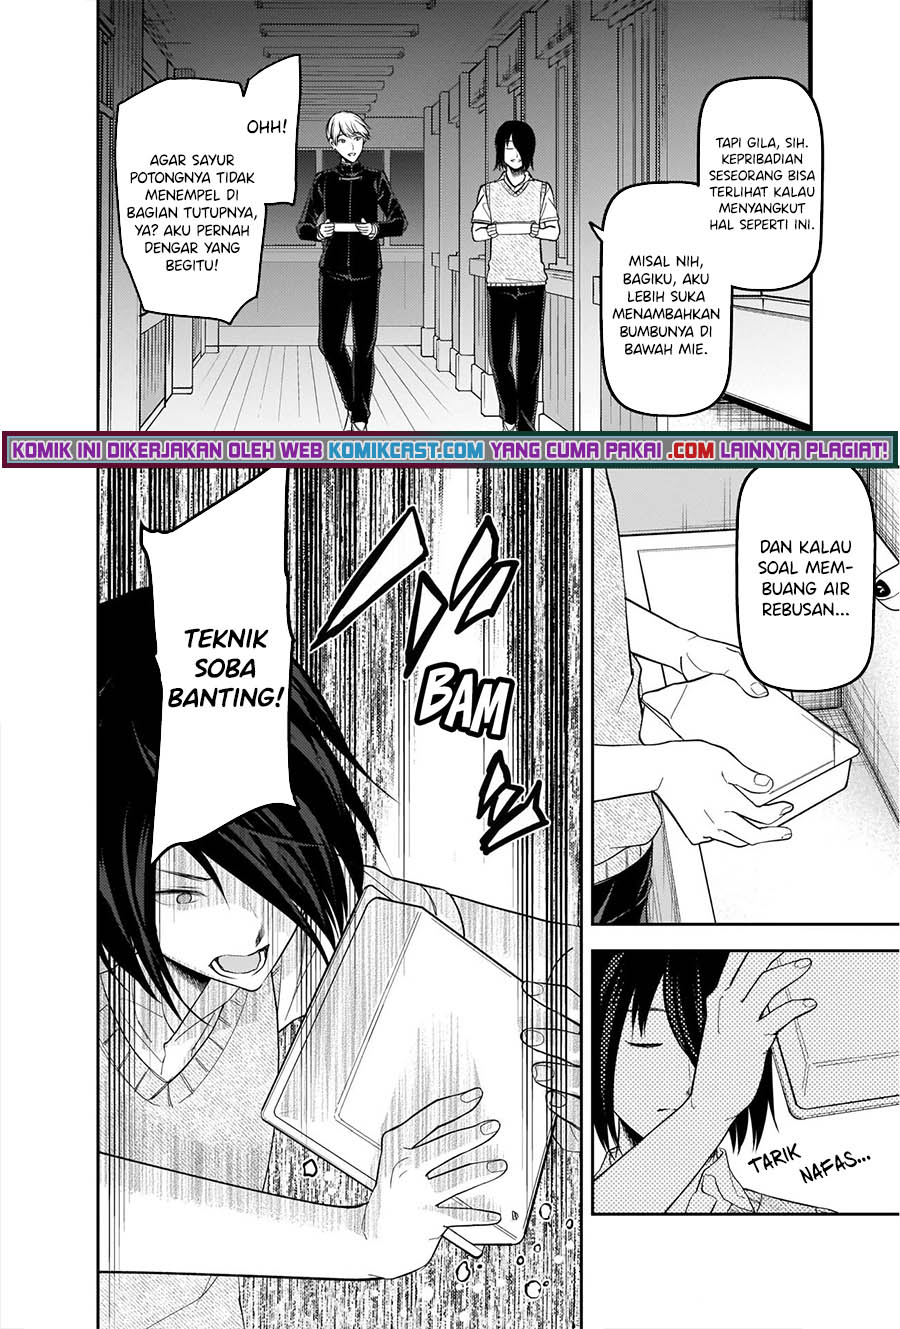 TAPI GILA, SIH.
KEPRIBADIAN
SESEORANG BISA
TERLIHAT KALAU
MENYANGKUT
HAL SEPERTI INI.
MISAL NIH,
BAGIKU, AKU
LEBIH SUKA
MENAMBAHKAN
BUMBUNYA DI
BAWAH MIE.
OHH!
AGAR SAYUR
POTONGNYA TIDAK
MENEMPEL DI
BAGIAN TUTUPNYA,
YA? AKU PERNAH
DENGAR YANG
BEGITU!
KOMIK INI DIKERJAKAN OLEH WEB KOMIKCAST.COM YANG CUMA PAKAI .COM LAINNYA PLAGIAT!
DAN KALAU
SOAL MEM-
BUANG AIR
REBUSAN...
TARIK
NAFAS...
TEKNIK
SOBA
BANTING!
BAM